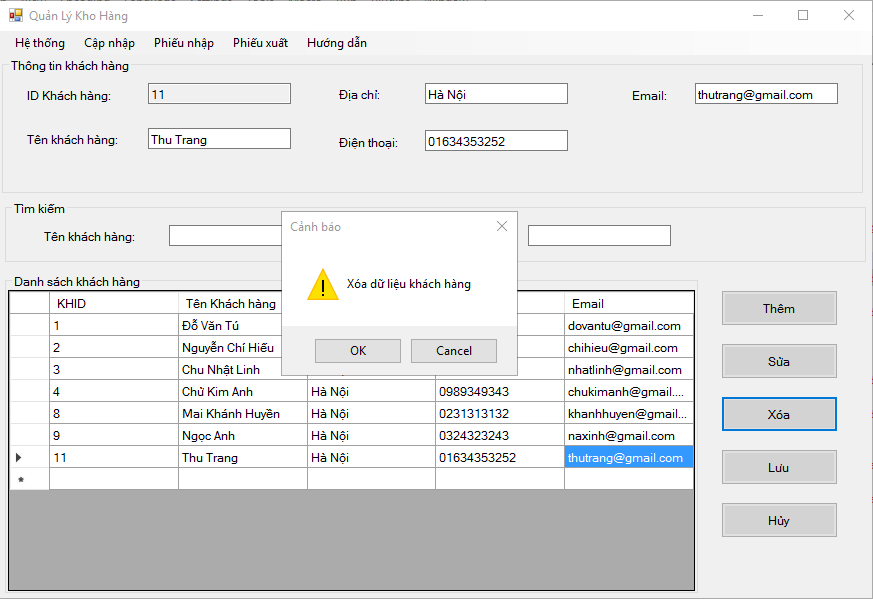 Quản Lý Kho Hàng
Hệ thống Cập nhập Phiếu nhập Phiếu xuất Hướng dẫn
Thông tin khách hàng
ID Khách hàng: 11 Địa chỉ: Hà Nội Email: thutrang@gmail.com
Tên khách hàng: Thu Trang Điện thoại: 01634353252
Tìm kiếm
Tên khách hàng:
Cảnh báo
Xóa dữ liệu khách hàng
OK Cancel
Danh sách khách hàng
KHID Tên Khách hàng Email
1 Đỗ Văn Tú dovantu@gmail.com
2 Nguyễn Chí Hiếu chihieu@gmail.com
3 Chu Nhật Linh nhatlinh@gmail.com
4 Chử Kim Anh Hà Nội 0989349343 chukimanh@gmail....
8 Mai Khánh Huyền Hà Nội 0231313132 khanhhuyen@gmail...
9 Ngọc Anh Hà Nội 0324323243 naxinh@gmail.com
11 Thu Trang Hà Nội 01634353252 thutrang@gmail.com
Thêm
Sửa
Xóa
Lưu
Hủy